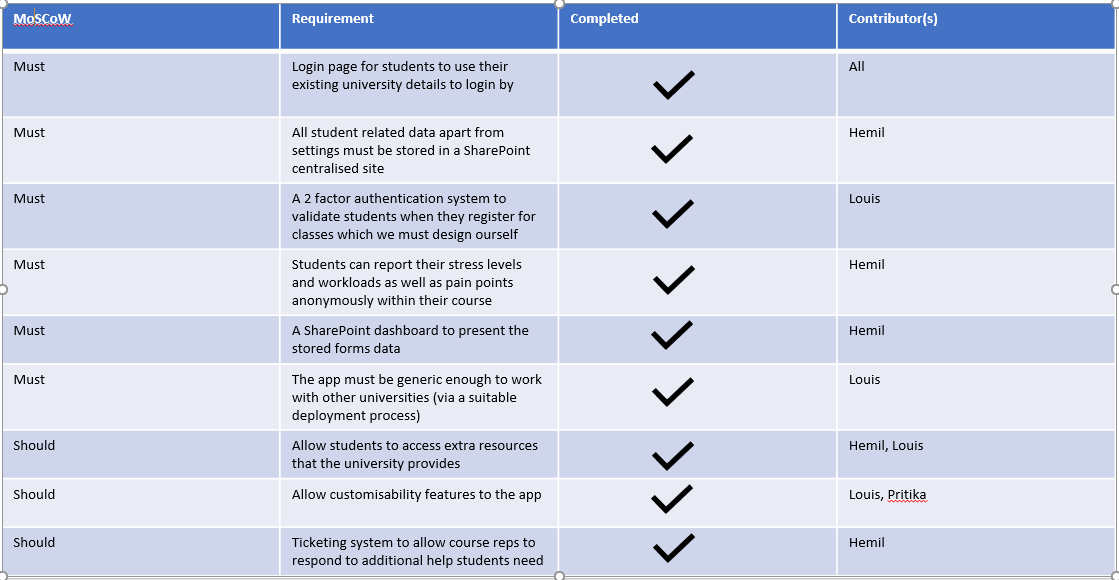 MoSCoW Requirement Completed Contributor(s)
Must Login page for students to use their All
existing university details to login by
Must All student related data apart from Hemil
settings must be stored in a SharePoint
centralised site
Must A 2 factor authentication system to Louis
validate students when they register for
classes which we must design ourself
Must Students can report their stress levels Hemil
and workloads as well as pain points
anonymously within their course
Must A SharePoint dashboard to present the Hemil
stored forms data
Must The app must be generic enough to work Louis
with other universities (via a suitable
deployment process)
Should Allow students to access extra resources Hemil, Louis
that the university provides
Should Allow customisability features to the app Louis, Pritika
Should Ticketing system to allow course reps to Hemil
respond to additional help students need